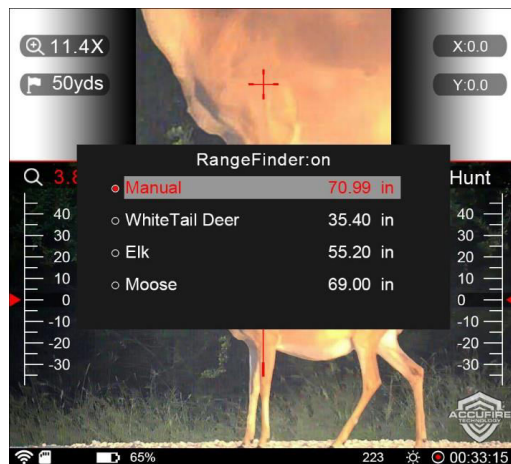 11.4X
X:0.0
50yds
Y:0.0
RangeFinder:on
3.8
Hunt
Manual 70.99 in
WhiteTail Deer 35.40 in
Elk 55.20 in
Moose 69.00 in
40
30
20
10
0
-10
-20
-30
40
30
20
10
0
-10
-20
-30
ACCUFIRE
TECHNOLOGY
65%
223
00:33:15